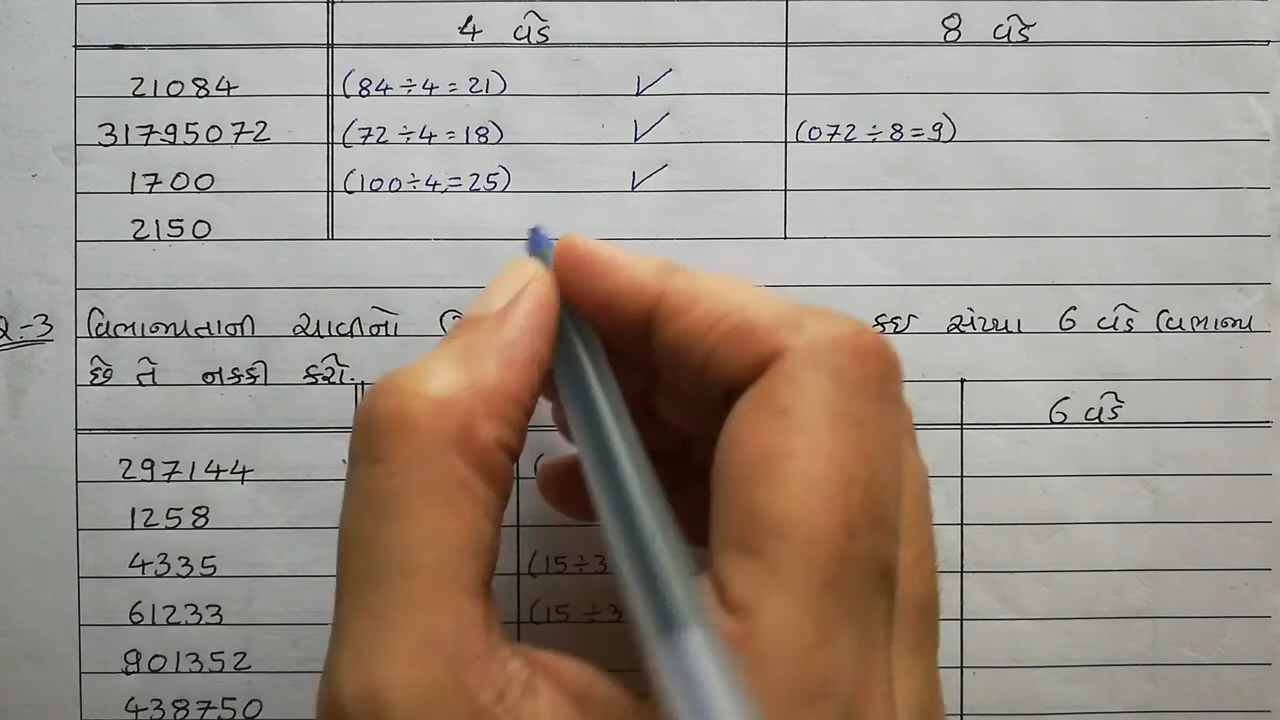 4 વડે 8 વડે
21084 (84÷4=21) ✓
31795072 (72÷4=18) ✓ (072÷8=9)
1700 (100÷4=25) ✓
2150
2-3 વિભાજ્યતાની ચાવીનો કઇ સંખ્યા 6 વડે વિભાજ્ય
છે તે નક્કી કરો.
6 વડે
297144 (
1258
4335 (15÷3
61233 (15÷3
901352
438750